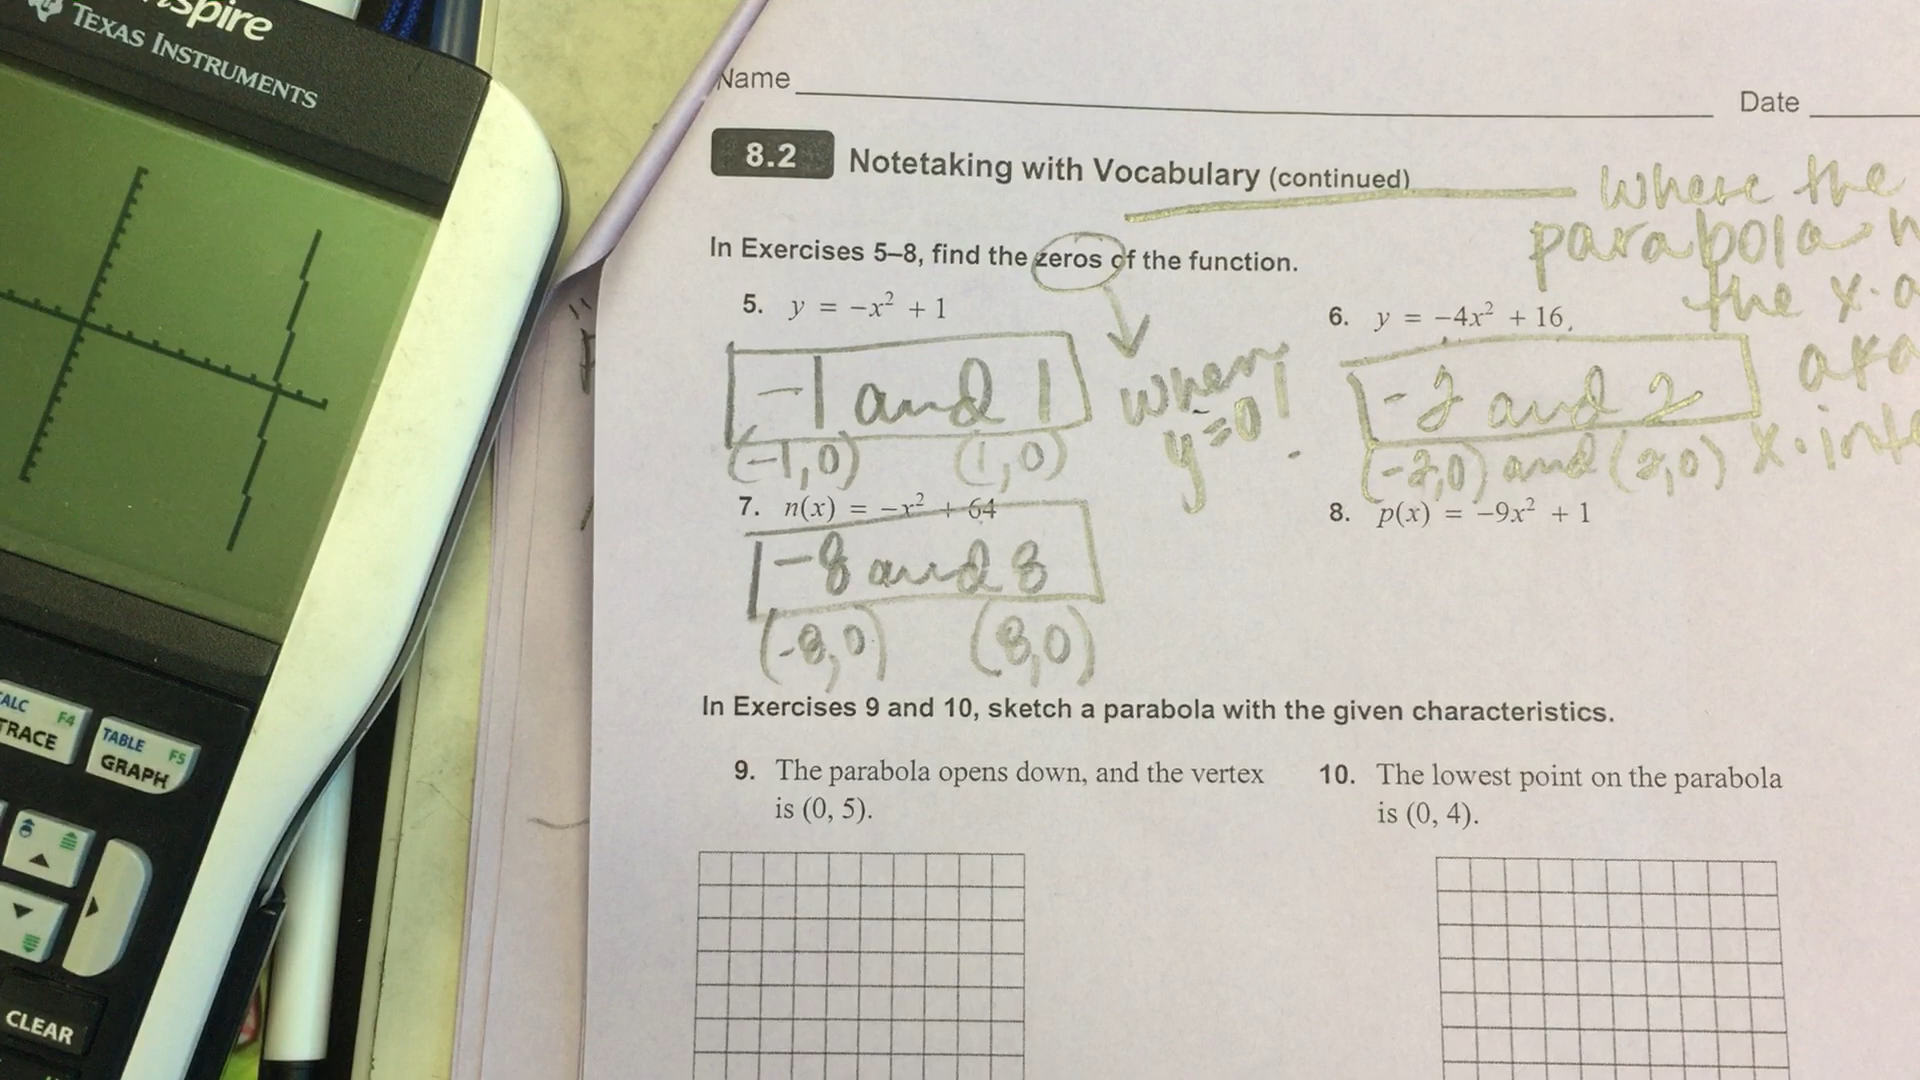 nspire
TEXAS INSTRUMENTS
Name
Date
8.2 Notetaking with Vocabulary (continued)
where the
parabola
the x-a
aka
x-inte
In Exercises 5–8, find the zeros of the function.
5. y = −x² + 1
-1 and 1
(-1,0) (1,0)
when
y=0!
6. y = −4x² + 16
-2 and 2
(-2,0) and (2,0)
7. n(x) = −x² + 64
-8 and 8
(-8,0) (8,0)
8. p(x) = −9x² + 1
In Exercises 9 and 10, sketch a parabola with the given characteristics.
9. The parabola opens down, and the vertex
is (0, 5).
10. The lowest point on the parabola
is (0, 4).
CALC F4
TRACE
TABLE F5
GRAPH
CLEAR